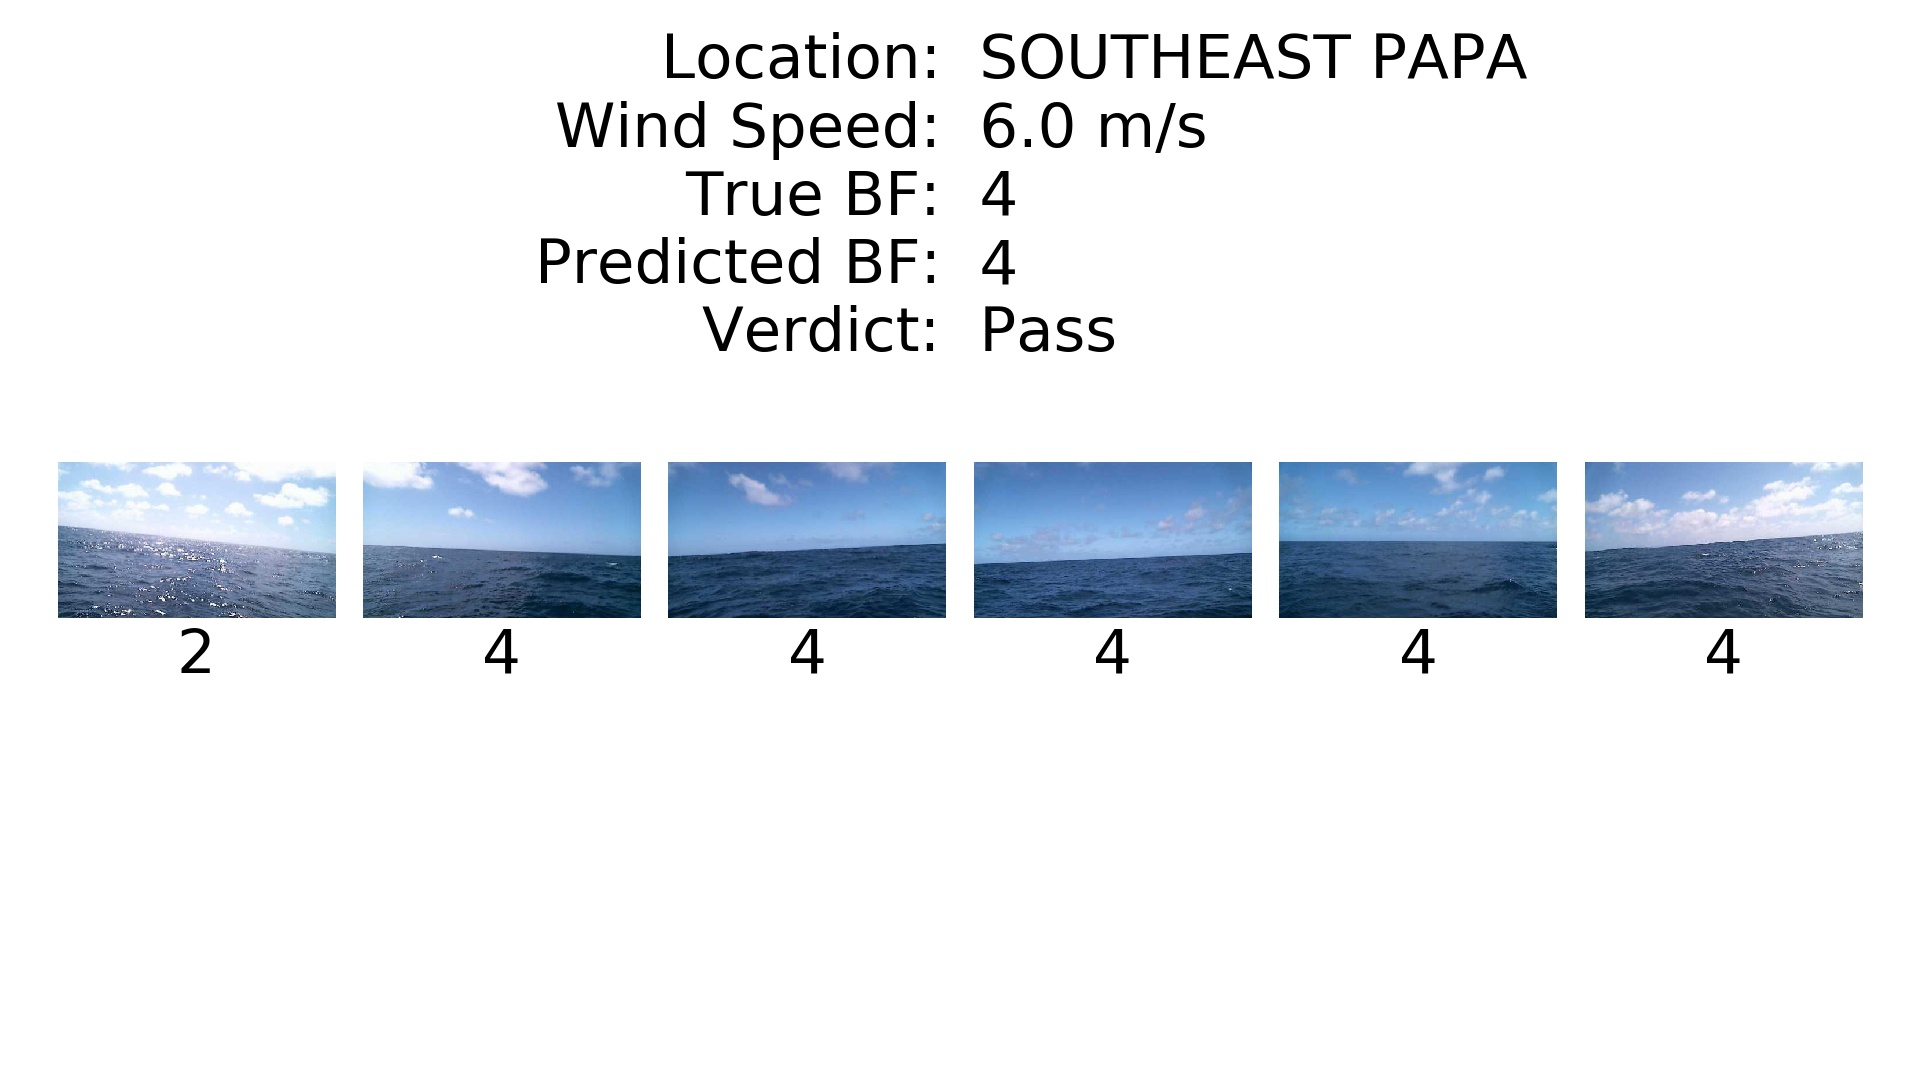 Location: SOUTHEAST PAPA
Wind Speed: 6.0 m/s
True BF: 4
Predicted BF: 4
Verdict: Pass
2 4 4 4 4 4